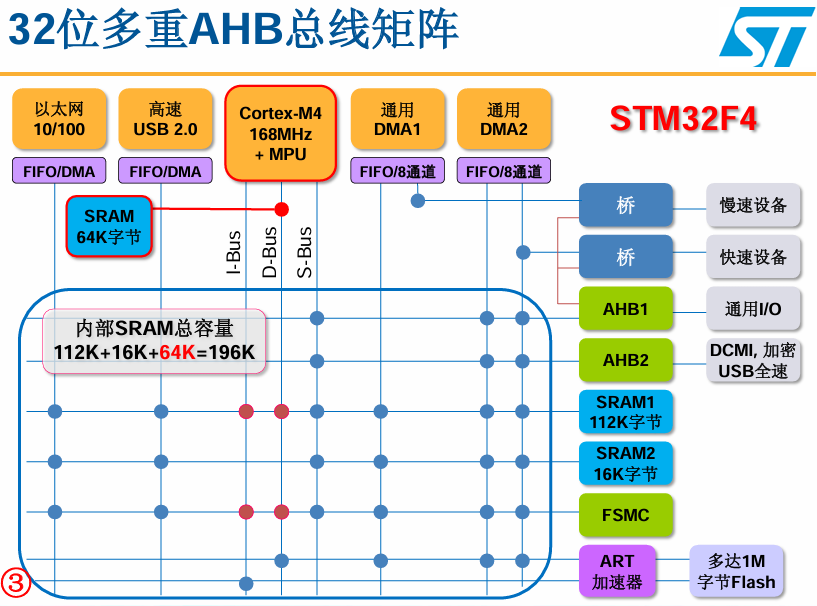 32位多重AHB总线矩阵
ST
以太网
10/100
高速
USB 2.0
Cortex-M4
168MHz
+ MPU
通用
DMA1
通用
DMA2
STM32F4
FIFO/DMA
FIFO/DMA
FIFO/8通道
FIFO/8通道
SRAM
64K字节
I-Bus
D-Bus
S-Bus
桥
慢速设备
桥
快速设备
AHB1
通用I/O
内部SRAM总容量
112K+16K+64K=196K
AHB2
DCMI, 加密
USB全速
SRAM1
112K字节
SRAM2
16K字节
FSMC
ART
加速器
多达1M
字节Flash
③